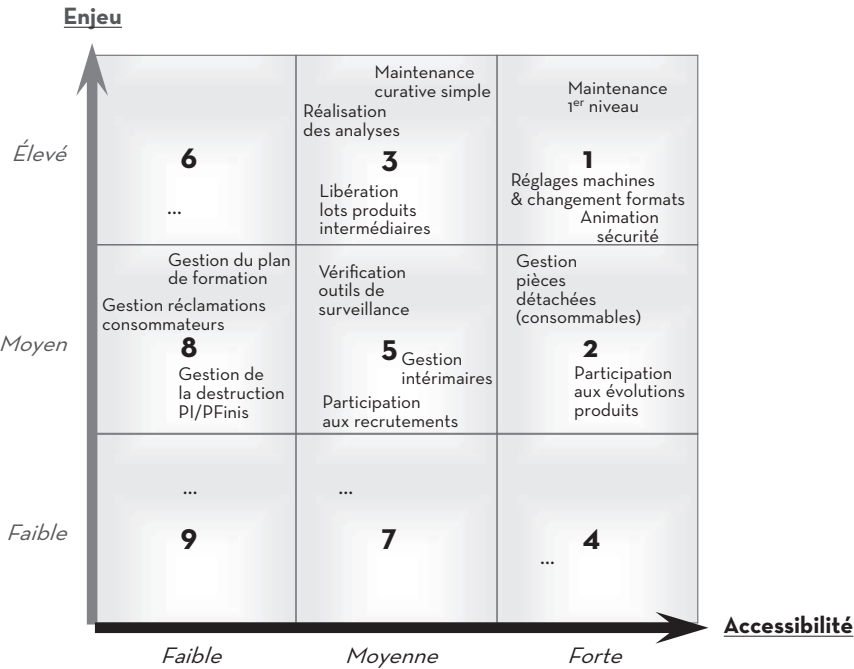 Enjeu
Élevé
6
...
Maintenance
curative simple
Réalisation
des analyses
3
Libération
lots produits
intermédiaires
Maintenance
1er niveau
1
Réglages machines
& changement formats
Animation
sécurité
Moyen
Gestion du plan
de formation
Gestion réclamations
consommateurs
8
Gestion de
la destruction
PI/PFinis
Vérification
outils de
surveillance
5
Gestion
intérimaires
Participation
aux recrutements
Gestion
pièces
détachées
(consommables)
2
Participation
aux évolutions
produits
Faible
...
9
...
7
4
...
Accessibilité
Faible
Moyenne
Forte